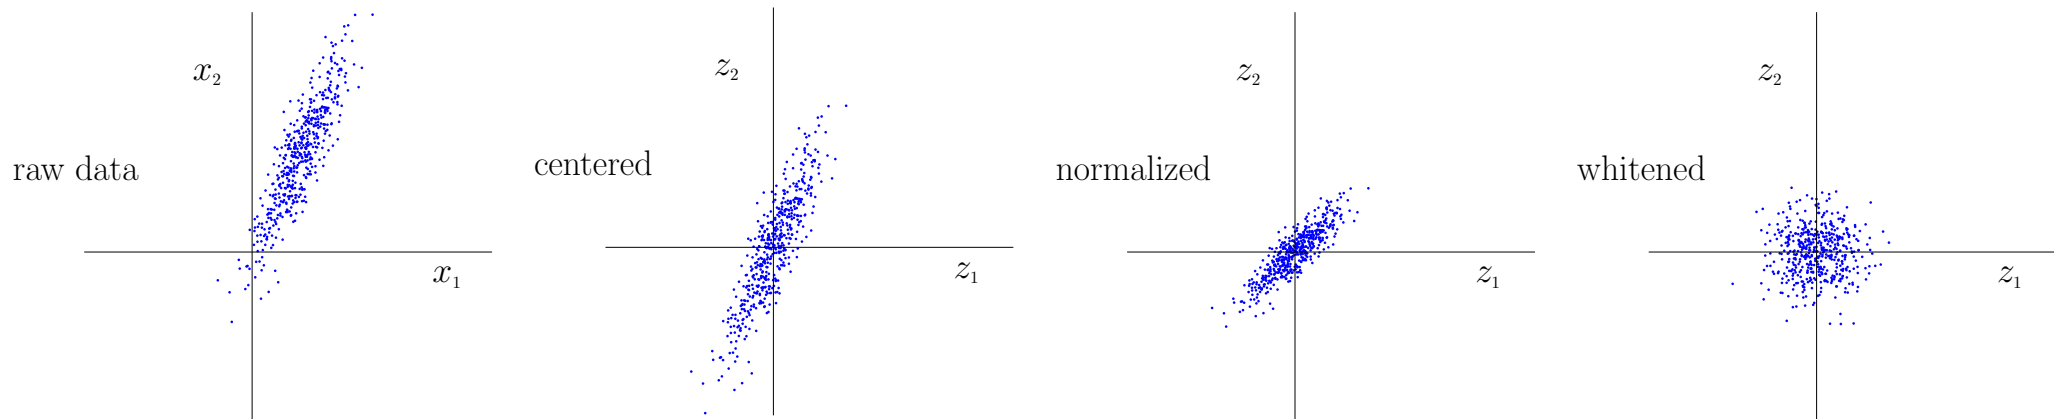 x₂
raw data
x₁
z₂
centered
z₁
z₂
normalized
z₁
z₂
whitened
z₁